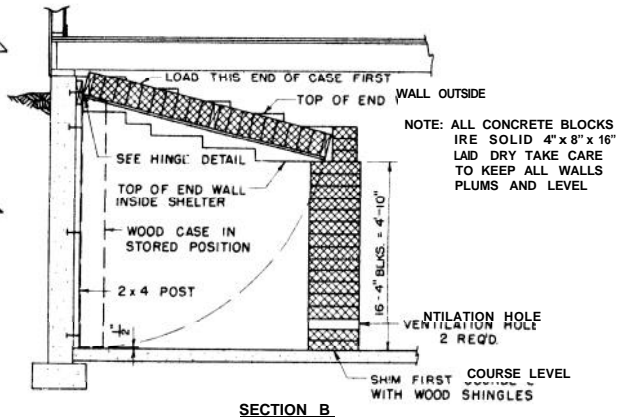 LOAD THIS END OF CASE FIRST
TOP OF END WALL OUTSIDE
NOTE: ALL CONCRETE BLOCKS
IRE SOLID 4" x 8" x 16"
LAID DRY TAKE CARE
TO KEEP ALL WALLS
PLUMS AND LEVEL
SEE HINGE DETAIL
TOP OF END WALL
INSIDE SHELTER
WOOD CASE IN
STORED POSITION
2 x 4 POST
16 - 4" BLKS. = 4'-10"
NTILATION HOLE
VENTILATION HOLE
2 REQ'D.
COURSE LEVEL
SHIM FIRST
WITH WOOD SHINGLES
SECTION B